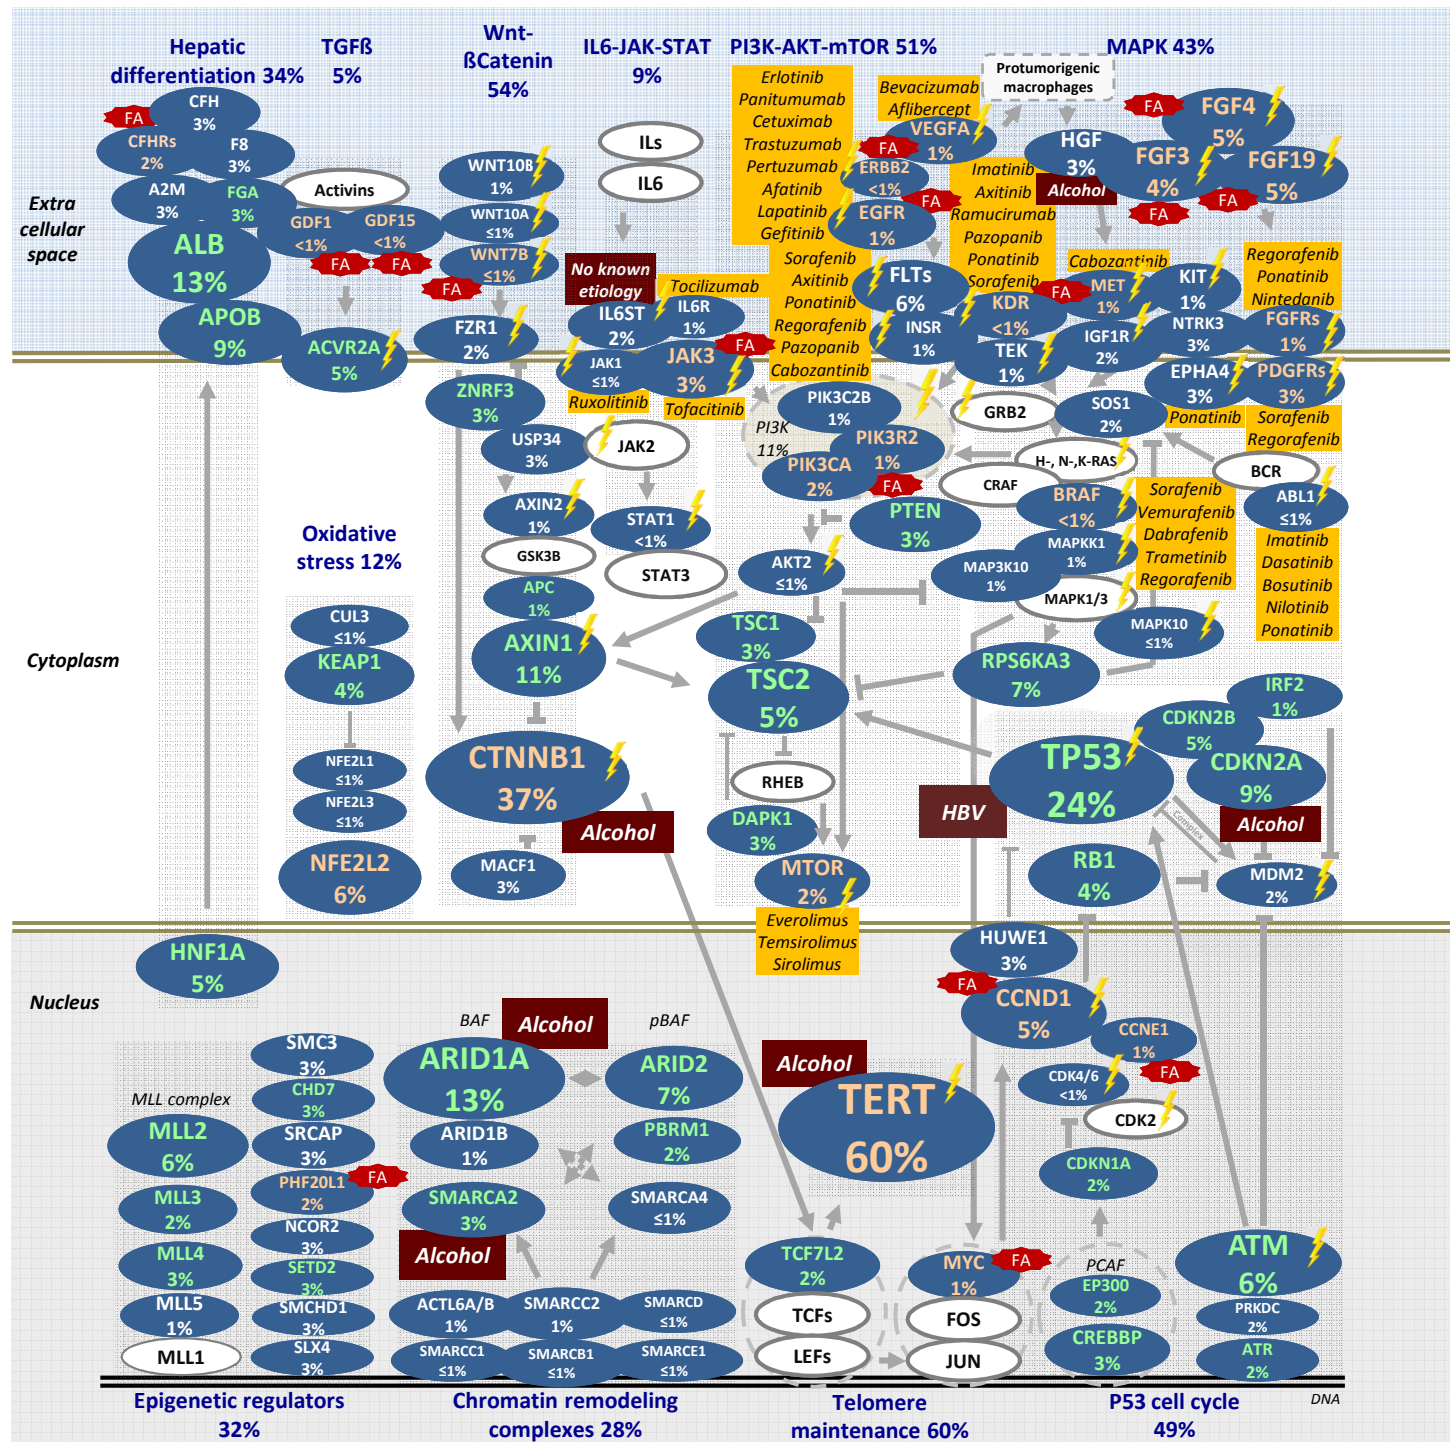 Hepatic
differentiation 34%
TGFß
5%
Wnt-
ßCatenin
54%
IL6-JAK-STAT
9%
PI3K-AKT-mTOR 51%
MAPK 43%
Extra
cellular
space
FA
CFH
3%
CFHRs
2%
F8
3%
A2M
3%
FGA
3%
ALB
13%
APOB
9%
Activins
GDF1
<1%
GDF15
<1%
FA
FA
ACVR2A
5%
WNT10B
1%
WNT10A
≤1%
WNT7B
≤1%
FA
FZR1
2%
ZNRF3
3%
USP34
3%
AXIN2
1%
GSK3B
APC
1%
AXIN1
11%
CTNNB1
37%
Alcohol
MACF1
3%
ILs
IL6
No known
etiology
Tocilizumab
IL6ST
2%
IL6R
1%
JAK1
≤1%
JAK3
3%
FA
Ruxolitinib
Tofacitinib
JAK2
STAT1
<1%
STAT3
Erlotinib
Panitumumab
Cetuximab
Trastuzumab
Pertuzumab
Afatinib
Lapatinib
Gefitinib
Sorafenib
Axitinib
Ponatinib
Regorafenib
Pazopanib
Cabozantinib
Bevacizumab
Aflibercept
VEGFA
1%
FA
ERBB2
<1%
FA
EGFR
1%
FLTs
6%
INSR
1%
Imatinib
Axitinib
Ramucirumab
Pazopanib
Ponatinib
Sorafenib
KDR
<1%
TEK
1%
Protumorigenic
macrophages
HGF
3%
Alcohol
FA
FGF4
5%
FGF3
4%
FA
FGF19
5%
FA
Cabozantinib
FA
MET
1%
KIT
1%
IGF1R
2%
NTRK3
3%
Regorafenib
Ponatinib
Nintedanib
FGFRs
1%
EPHA4
3%
PDGFRs
3%
Ponatinib
Sorafenib
Regorafenib
PI3K
11%
PIK3C2B
1%
PIK3R2
1%
PIK3CA
2%
FA
PTEN
3%
AKT2
≤1%
TSC1
3%
TSC2
5%
RHEB
DAPK1
3%
MTOR
2%
Everolimus
Temsirolimus
Sirolimus
GRB2
SOS1
2%
H-, N-,K-RAS
CRAF
BRAF
<1%
MAPKK1
1%
MAP3K10
1%
MAPK1/3
MAPK10
≤1%
RPS6KA3
7%
Sorafenib
Vemurafenib
Dabrafenib
Trametinib
Regorafenib
BCR
ABL1
≤1%
Imatinib
Dasatinib
Bosutinib
Nilotinib
Ponatinib
Cytoplasm
Oxidative
stress 12%
CUL3
≤1%
KEAP1
4%
NFE2L1
≤1%
NFE2L3
≤1%
NFE2L2
6%
IRF2
1%
CDKN2B
5%
CDKN2A
9%
Alcohol
TP53
24%
HBV
Complex
RB1
4%
MDM2
2%
Nucleus
HNF1A
5%
HUWE1
3%
FA
CCND1
5%
CCNE1
1%
FA
CDK4/6
<1%
CDK2
CDKN1A
2%
PCAF
EP300
2%
CREBBP
3%
ATM
6%
PRKDC
2%
ATR
2%
MLL complex
MLL2
6%
MLL3
2%
MLL4
3%
MLL5
1%
MLL1
SMC3
3%
CHD7
3%
SRCAP
3%
PHF20L1
2%
FA
NCOR2
3%
SETD2
3%
SMCHD1
3%
SLX4
3%
BAF
Alcohol
pBAF
ARID1A
13%
ARID2
7%
ARID1B
1%
PBRM1
2%
SMARCA2
3%
Alcohol
SMARCA4
≤1%
ACTL6A/B
1%
SMARCC2
1%
SMARCD
≤1%
SMARCC1
≤1%
SMARCB1
≤1%
SMARCE1
≤1%
Alcohol
TERT
60%
TCF7L2
2%
TCFs
LEFs
MYC
1%
FA
FOS
JUN
Epigenetic regulators
32%
Chromatin remodeling
complexes 28%
Telomere
maintenance 60%
P53 cell cycle
49%
DNA